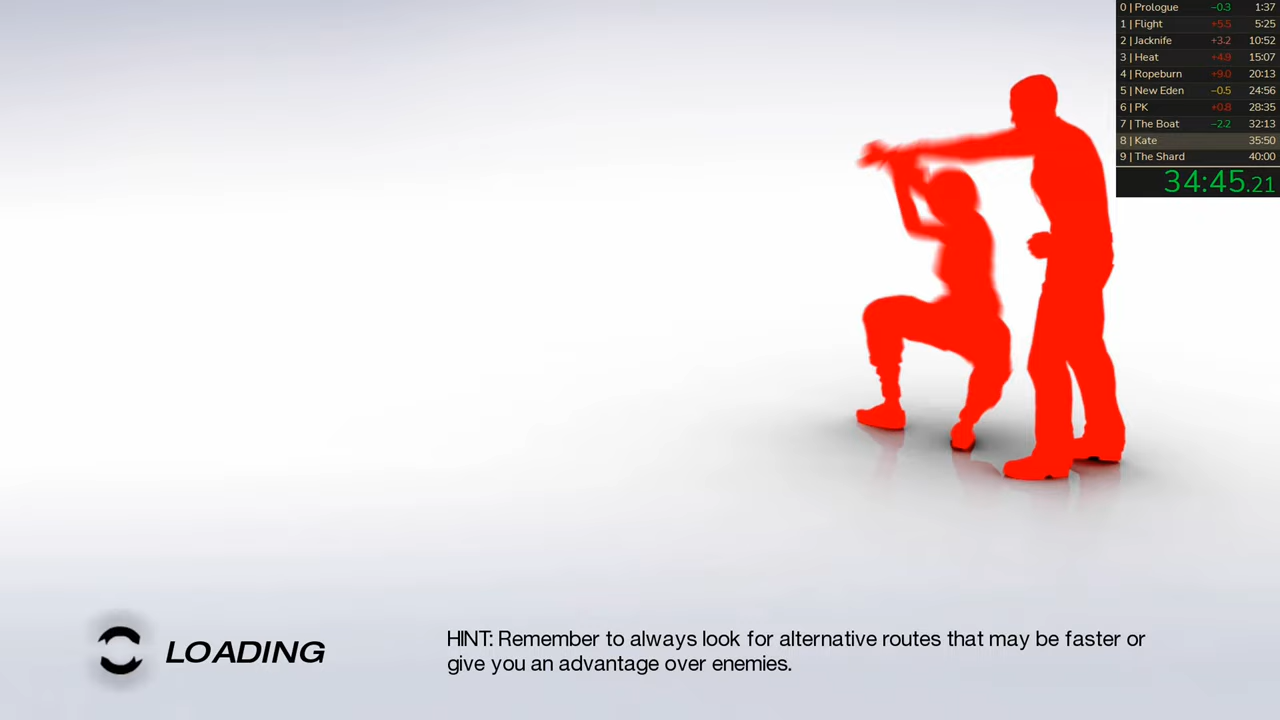 0 | Prologue −0.3 1:37
1 | Flight +5.5 5:25
2 | Jacknife +3.2 10:52
3 | Heat +4.9 15:07
4 | Ropeburn +9.0 20:13
5 | New Eden −0.5 24:56
6 | PK +0.8 28:35
7 | The Boat −2.2 32:13
8 | Kate 35:50
9 | The Shard 40:00
34:45.21
LOADING
HINT: Remember to always look for alternative routes that may be faster or
give you an advantage over enemies.